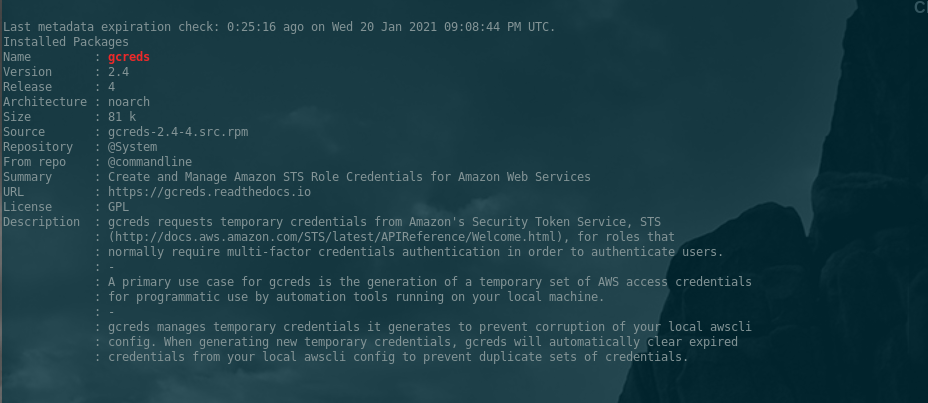 Last metadata expiration check: 0:25:16 ago on Wed 20 Jan 2021 09:08:44 PM UTC.
Installed Packages
Name         : gcreds
Version      : 2.4
Release      : 4
Architecture : noarch
Size         : 81 k
Source       : gcreds-2.4-4.src.rpm
Repository   : @System
From repo    : @commandline
Summary      : Create and Manage Amazon STS Role Credentials for Amazon Web Services
URL          : https://gcreds.readthedocs.io
License      : GPL
Description  : gcreds requests temporary credentials from Amazon's Security Token Service, STS
             : (http://docs.aws.amazon.com/STS/latest/APIReference/Welcome.html), for roles that
             : normally require multi-factor credentials authentication in order to authenticate users.
             : -
             : A primary use case for gcreds is the generation of a temporary set of AWS access credentials
             : for programmatic use by automation tools running on your local machine.
             : -
             : gcreds manages temporary credentials it generates to prevent corruption of your local awscli
             : config. When generating new temporary credentials, gcreds will automatically clear expired
             : credentials from your local awscli config to prevent duplicate sets of credentials.